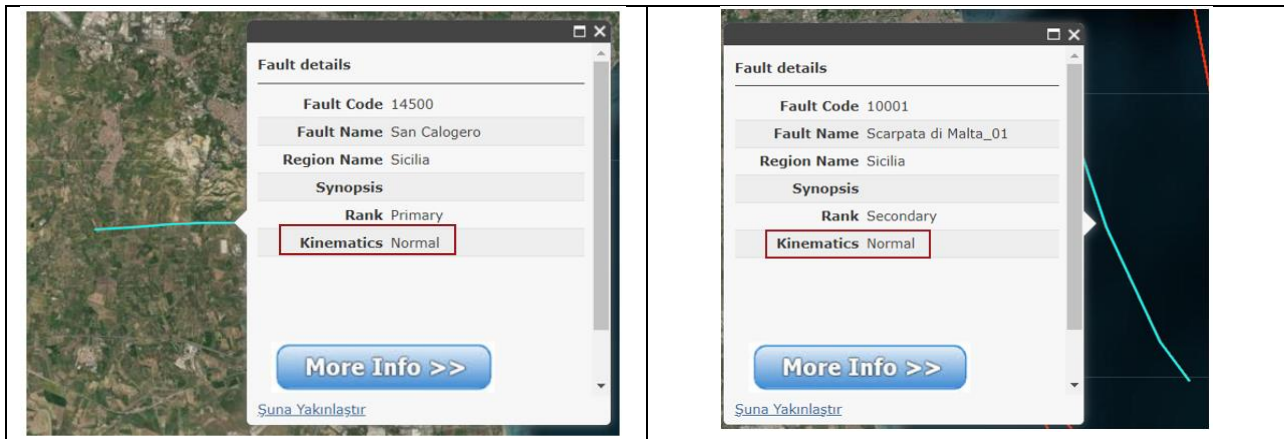 Fault details
Fault Code 14500
Fault Name San Calogero
Region Name Sicilia
Synopsis
Rank Primary
Kinematics Normal
More Info >>
Şuna Yakınlaştır
Fault details
Fault Code 10001
Fault Name Scarpata di Malta_01
Region Name Sicilia
Synopsis
Rank Secondary
Kinematics Normal
More Info >>
Şuna Yakınlaştır